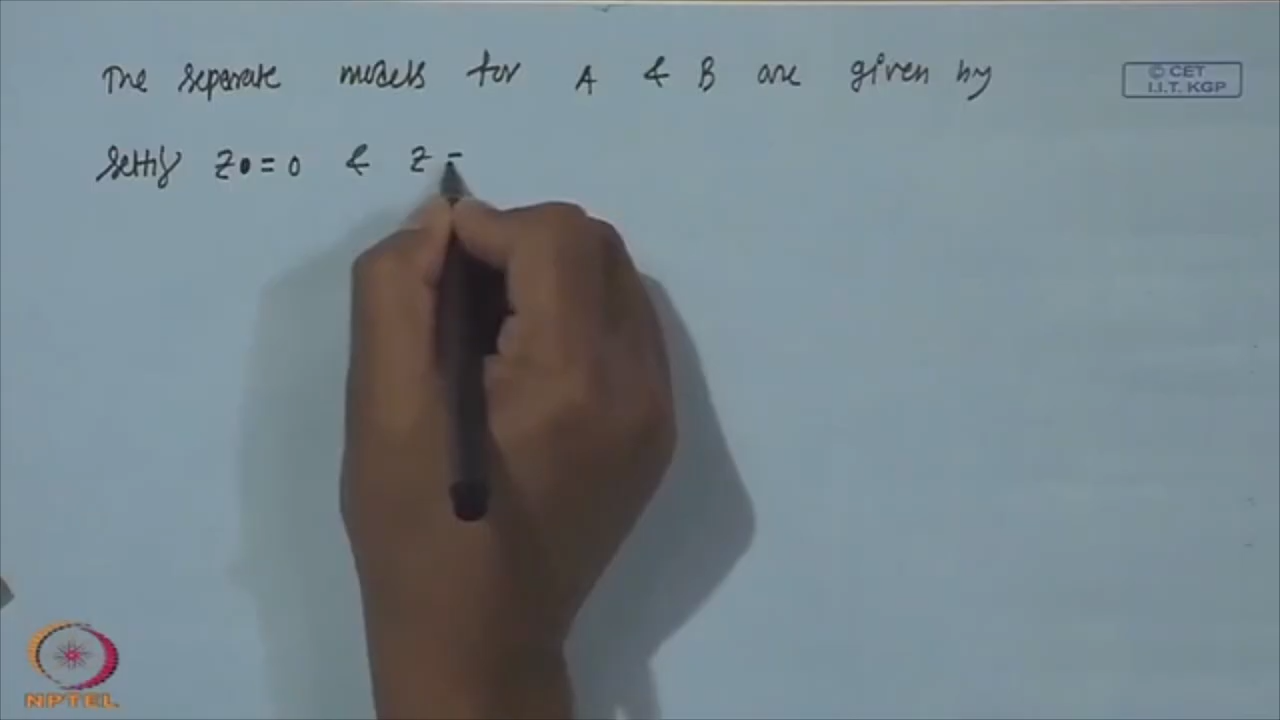 The separate models for A & B are given by
© CET
I.I.T. KGP
setting Z = 0 & Z =
NPTEL